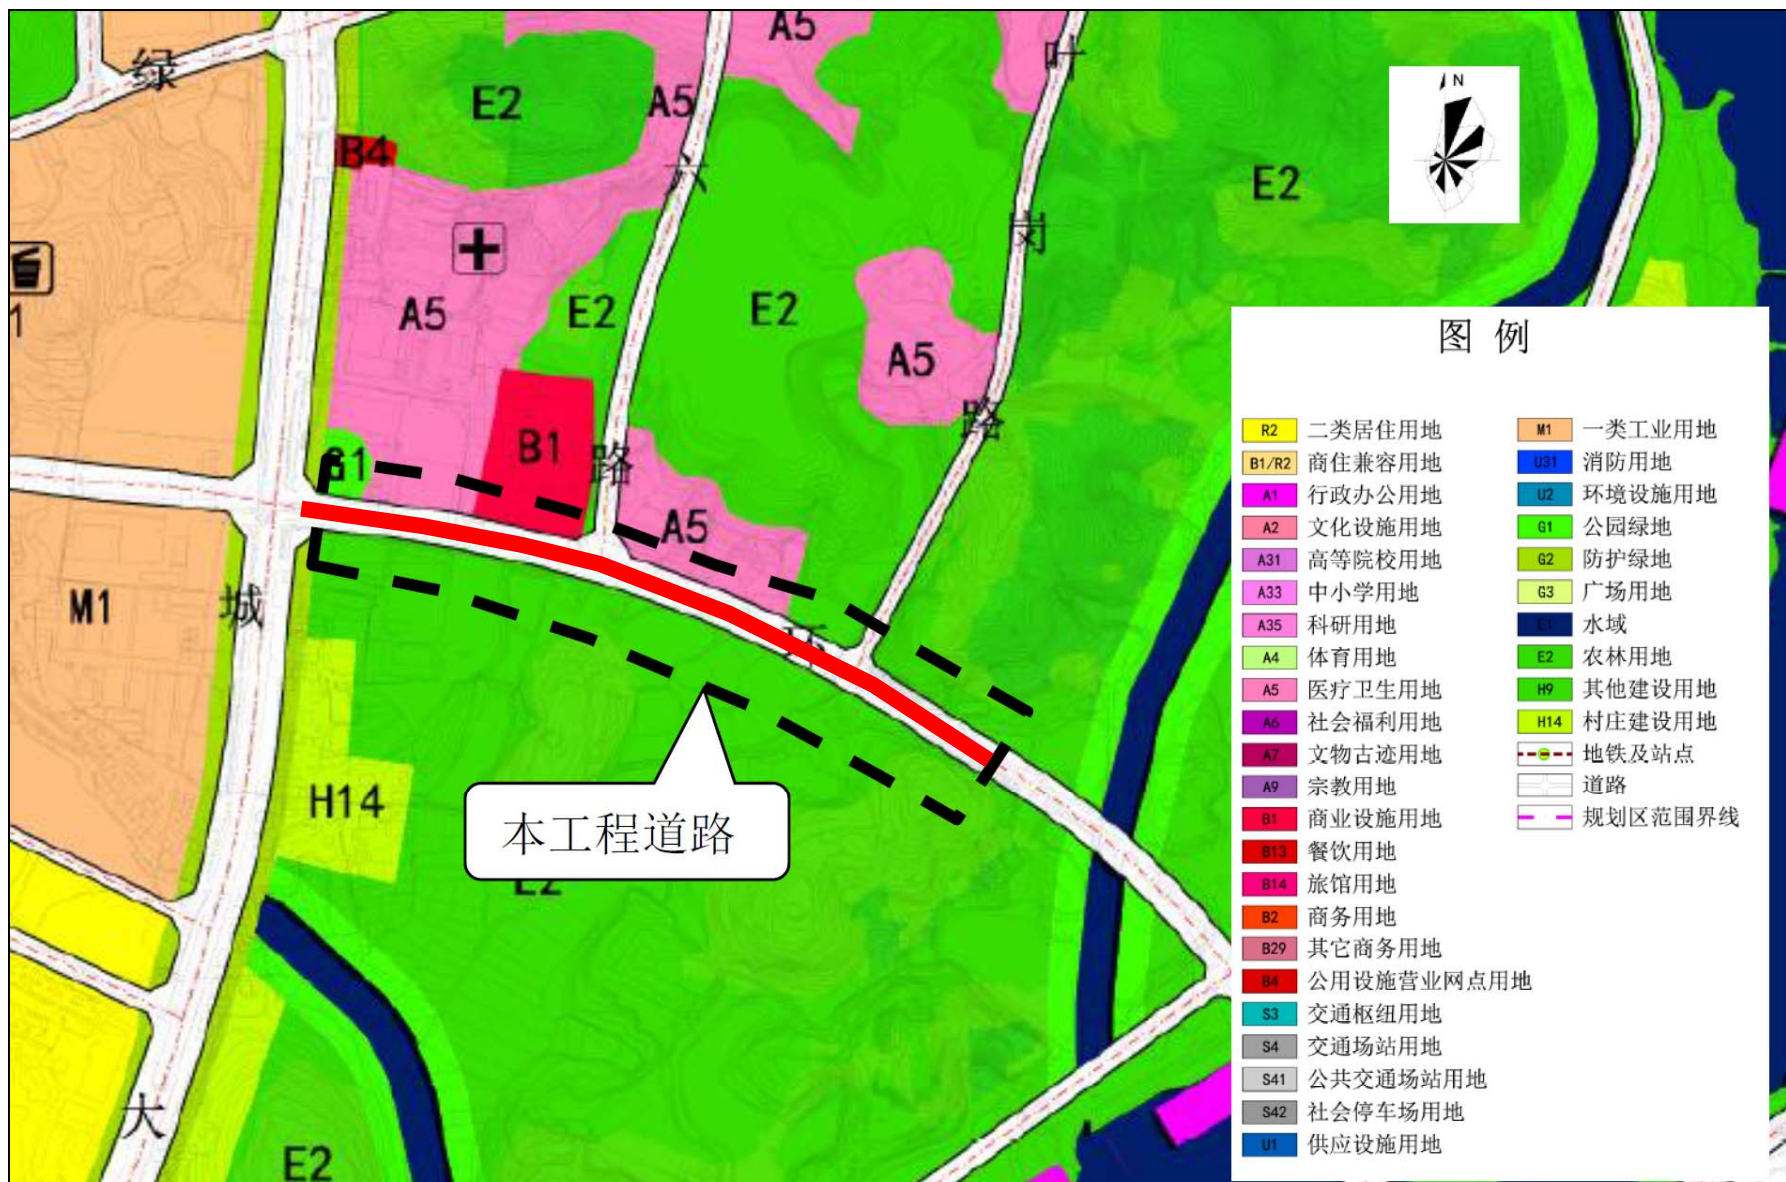 A5
叶
绿
E2
A5
N
B4
六
E2
岗
1
A5
E2
E2
A5
路
B1
路
G1
A5
M1
城
环
H14
本工程道路
E2
大
E2
图 例
R2 二类居住用地
B1/R2 商住兼容用地
A1 行政办公用地
A2 文化设施用地
A31 高等院校用地
A33 中小学用地
A35 科研用地
A4 体育用地
A5 医疗卫生用地
A6 社会福利用地
A7 文物古迹用地
A9 宗教用地
B1 商业设施用地
B13 餐饮用地
B14 旅馆用地
B2 商务用地
B29 其它商务用地
B4 公用设施营业网点用地
S3 交通枢纽用地
S4 交通场站用地
S41 公共交通场站用地
S42 社会停车场用地
U1 供应设施用地
M1 一类工业用地
U31 消防用地
U2 环境设施用地
G1 公园绿地
G2 防护绿地
G3 广场用地
E1 水域
E2 农林用地
H9 其他建设用地
H14 村庄建设用地
地铁及站点
道路
规划区范围界线